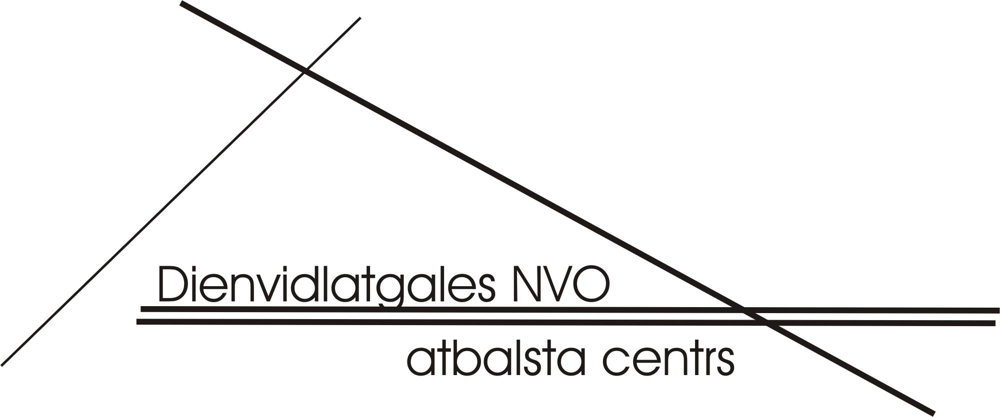 Dienvidlatgales NVO
atbalsta centrs